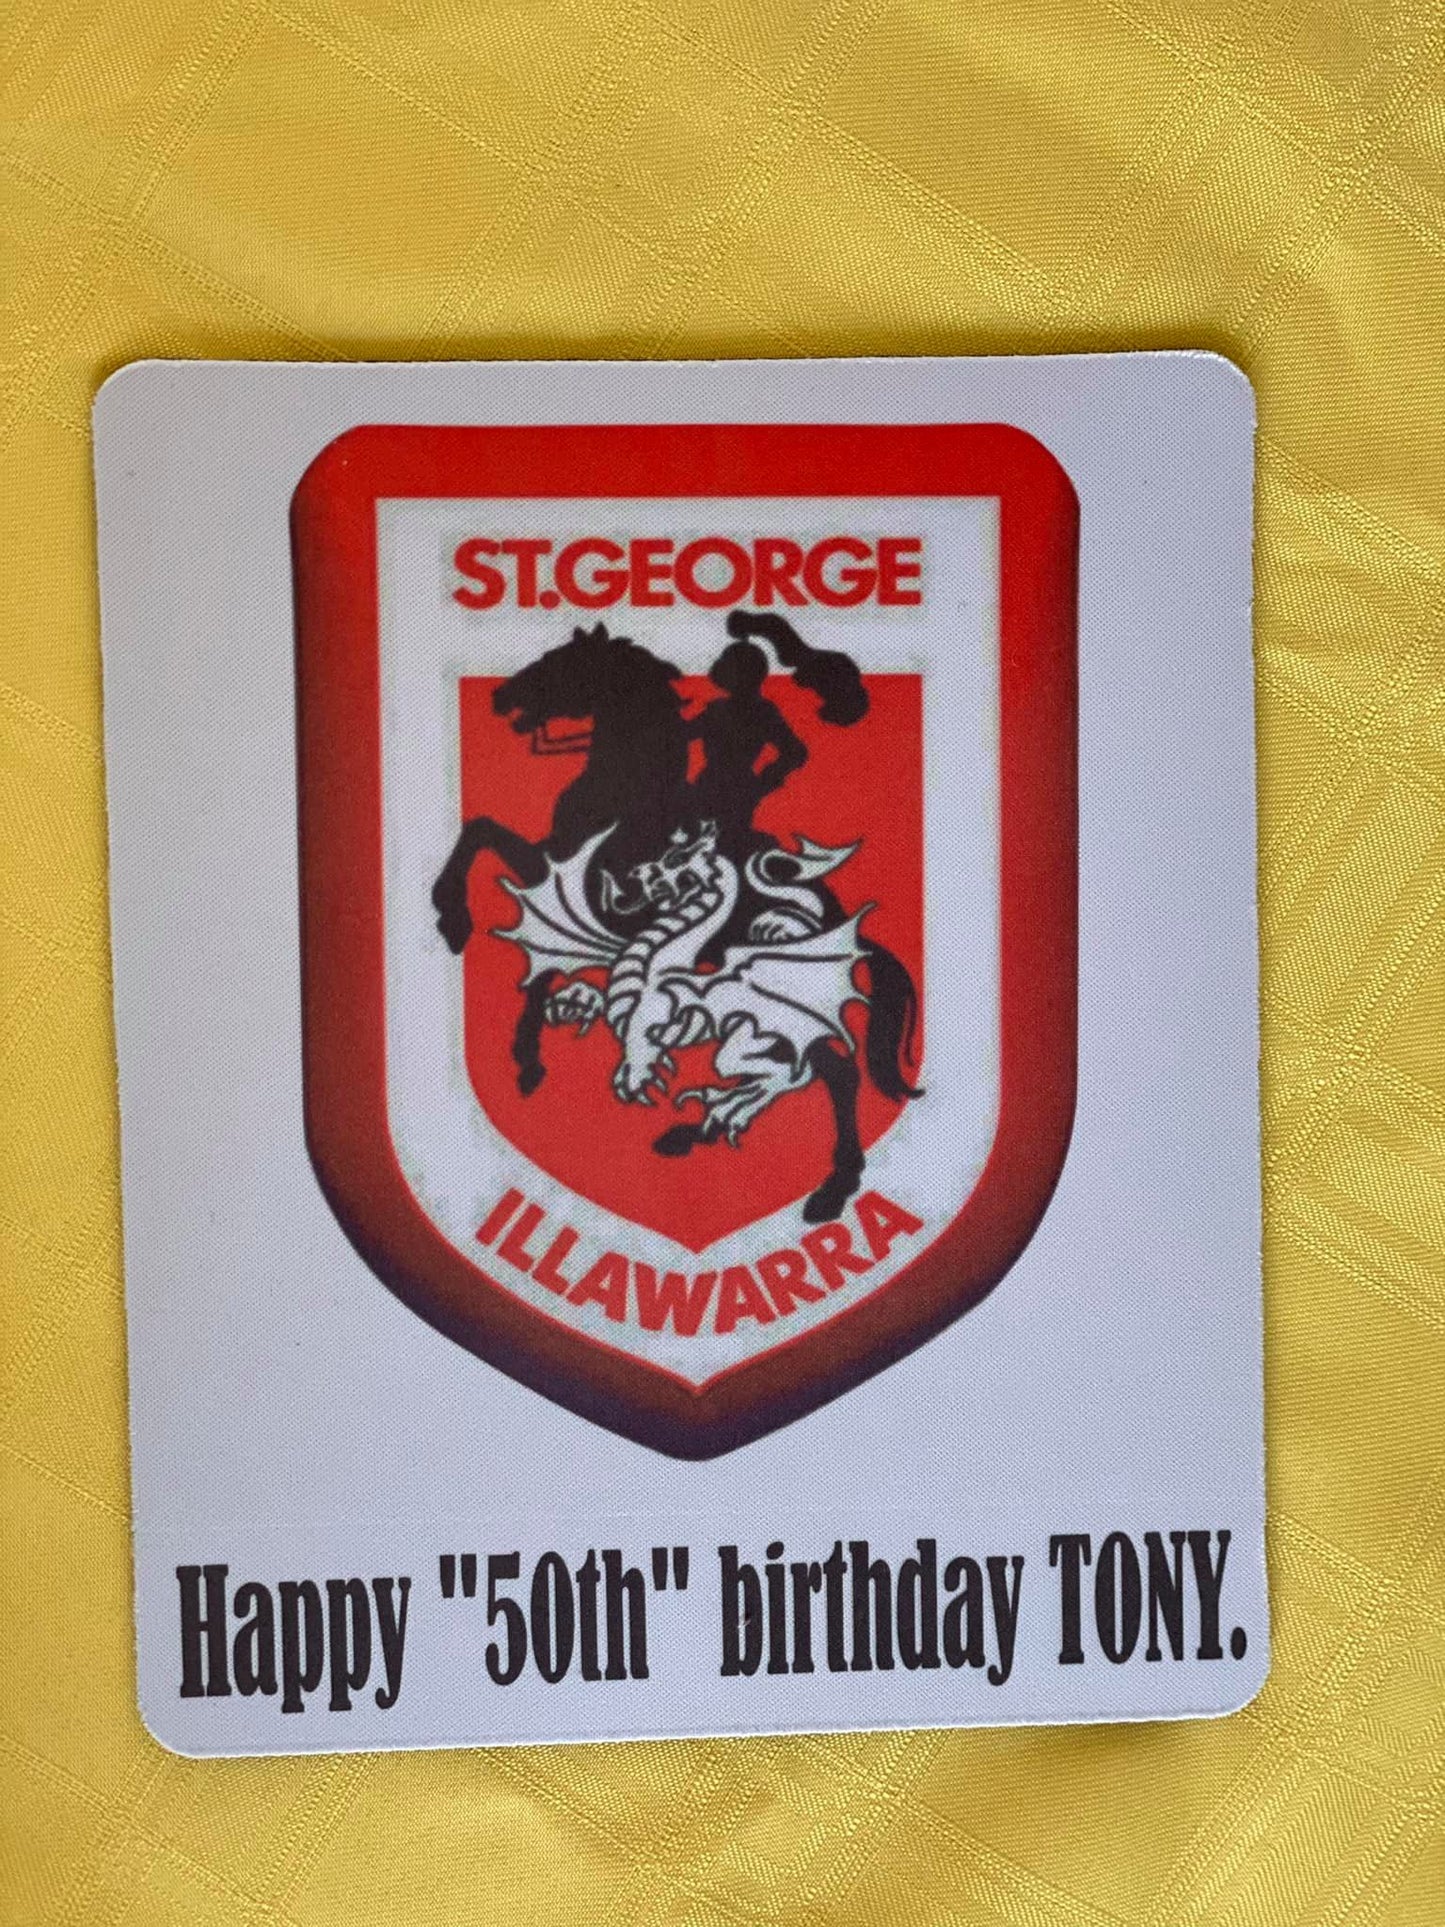 ST.GEORGE
ILLAWARRA
Happy "50th" birthday TONY.